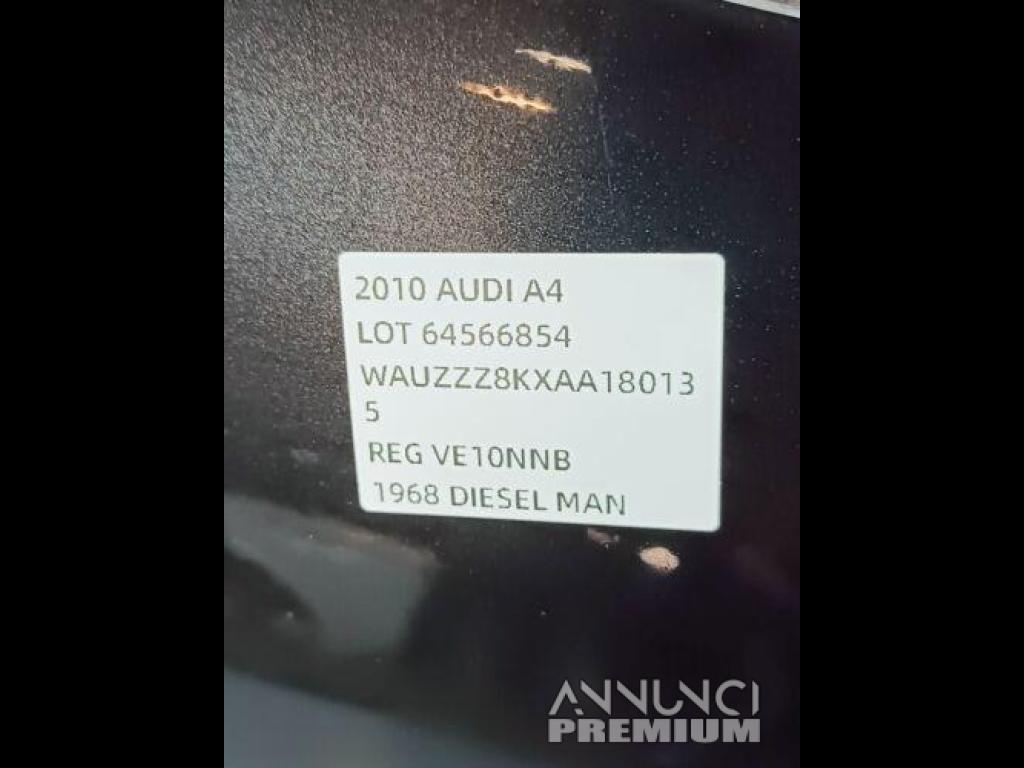 2010 AUDI A4
LOT 64566854
WAUZZZ8KXAA18013
5
REG VE10NNB
1968 DIESEL MAN
ANNUNCI
PREMIUM